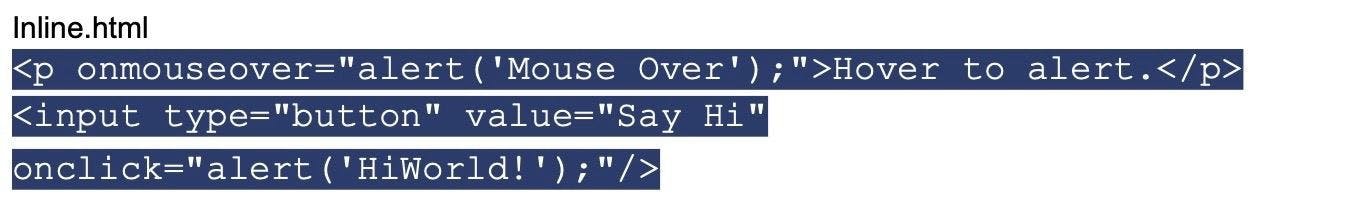 Inline.html
<p onmouseover="alert('Mouse Over');">Hover to alert.</p>
<input type="button" value="Say Hi"
onclick="alert('HiWorld!');"/>